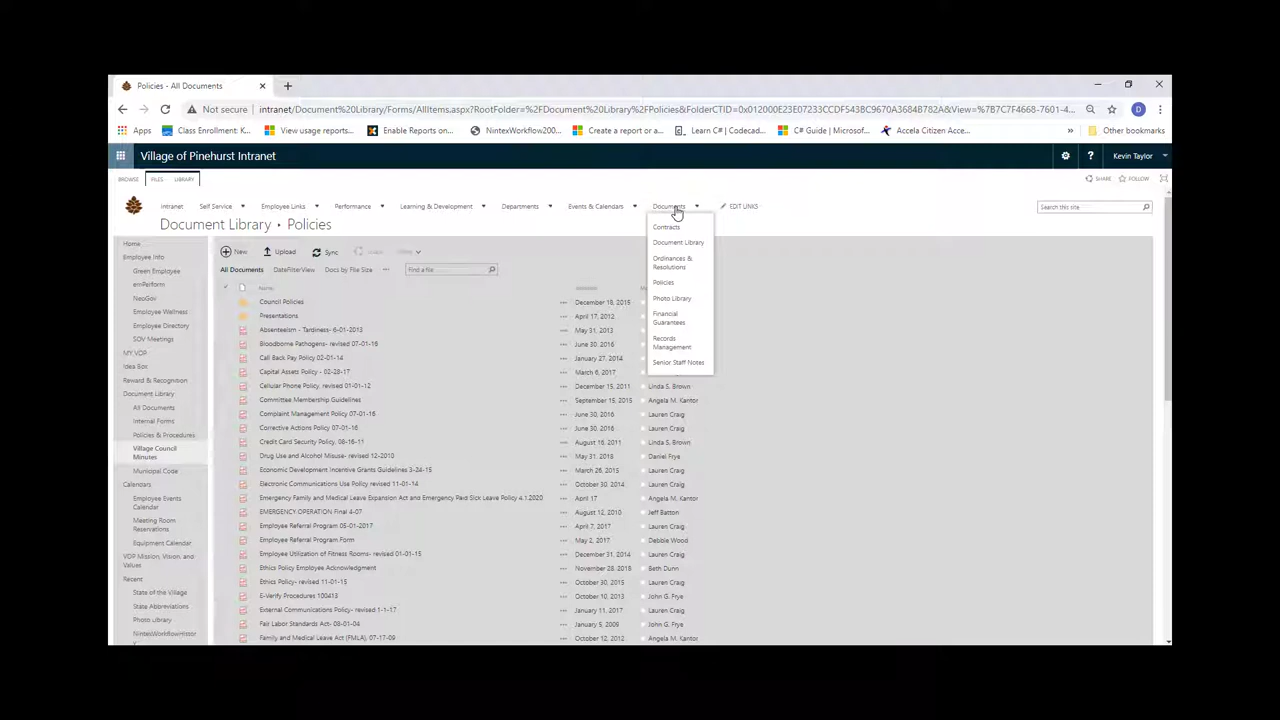 Policies - All Documents
Not secure intranet/Document%20Library/Forms/AllItems.aspx?RootFolder=%2FDocument%20Library%2FPolicies&FolderCTID=0x012000E23E07233CCDF543BC9670A3684B782A&View=%7B7C7F4668-7601-4...
Apps Class Enrollment: K... View usage reports... Enable Reports on... NintexWorkflow200... Create a report or a... Learn C# | Codecad... C# Guide | Microsof... Accela Citizen Acce... » Other bookmarks
Village of Pinehurst Intranet ? Kevin Taylor
BROWSE FILES LIBRARY SHARE FOLLOW
Intranet Self Service Employee Links Performance Learning & Development Departments Events & Calendars Documents EDIT LINKS Search this site
Document Library • Policies
Contracts
Document Library
Ordinances &
Resolutions
Policies
Photo Library
Financial
Guarantees
Records
Management
Senior Staff Notes
Home
Employee Info
Green Employee
emPerform
NeoGov
Employee Wellness
Employee Directory
SOV Meetings
MY VOP
Idea Box
Reward & Recognition
Document Library
All Documents
Internal Forms
Policies & Procedures
Village Council
Minutes
Municipal Code
Calendars
Employee Events
Calendar
Meeting Room
Reservations
Equipment Calendar
VOP Mission, Vision, and
Values
Recent
State of the Village
State Abbreviations
Photo Library
NintexWorkflowHistor
y
New Upload Sync
All Documents DateFilterView Docs by File Size ... Find a file
Name
Council Policies ... December 18, 2015
Presentations ... April 17, 2012
Absenteeism - Tardiness- 6-01-2013 ... May 31, 2013
Bloodborne Pathogens- revised 07-01-16 ... June 30, 2016
Call Back Pay Policy 02-01-14 ... January 27, 2014
Capital Assets Policy - 02-28-17 ... March 6, 2017
Cellular Phone Policy, revised 01-01-12 ... December 15, 2011 Linda S. Brown
Committee Membership Guidelines ... September 15, 2015 Angela M. Kantor
Complaint Management Policy 07-01-16 ... June 30, 2016 Lauren Craig
Corrective Actions Policy 07-01-16 ... June 30, 2016 Lauren Craig
Credit Card Security Policy, 08-16-11 ... August 16, 2011 Linda S. Brown
Drug Use and Alcohol Misuse- revised 12-2010 ... May 31, 2018 Daniel Frye
Economic Development Incentive Grants Guidelines 3-24-15 ... March 26, 2015 Lauren Craig
Electronic Communications Use Policy revised 11-01-14 ... October 30, 2014 Lauren Craig
Emergency Family and Medical Leave Expansion Act and Emergency Paid Sick Leave Policy 4.1.2020 ... April 17 Angela M. Kantor
EMERGENCY OPERATION Final 4-07 ... August 12, 2010 Jeff Batton
Employee Referral Program 05-01-2017 ... April 7, 2017 Lauren Craig
Employee Referral Program Form ... May 2, 2017 Debbie Wood
Employee Utilization of Fitness Rooms- revised 01-01-15 ... December 31, 2014 Lauren Craig
Ethics Policy Employee Acknowledgment ... November 28, 2018 Beth Dunn
Ethics Policy- revised 11-01-15 ... October 30, 2015 Lauren Craig
E-Verify Procedures 100413 ... October 10, 2013 John G. Frye
External Communications Policy- revised 1-1-17 ... January 11, 2017 Lauren Craig
Fair Labor Standards Act- 08-01-04 ... January 5, 2009 John G. Frye
Family and Medical Leave Act (FMLA), 07-17-09 ... October 12, 2012 Angela M. Kantor